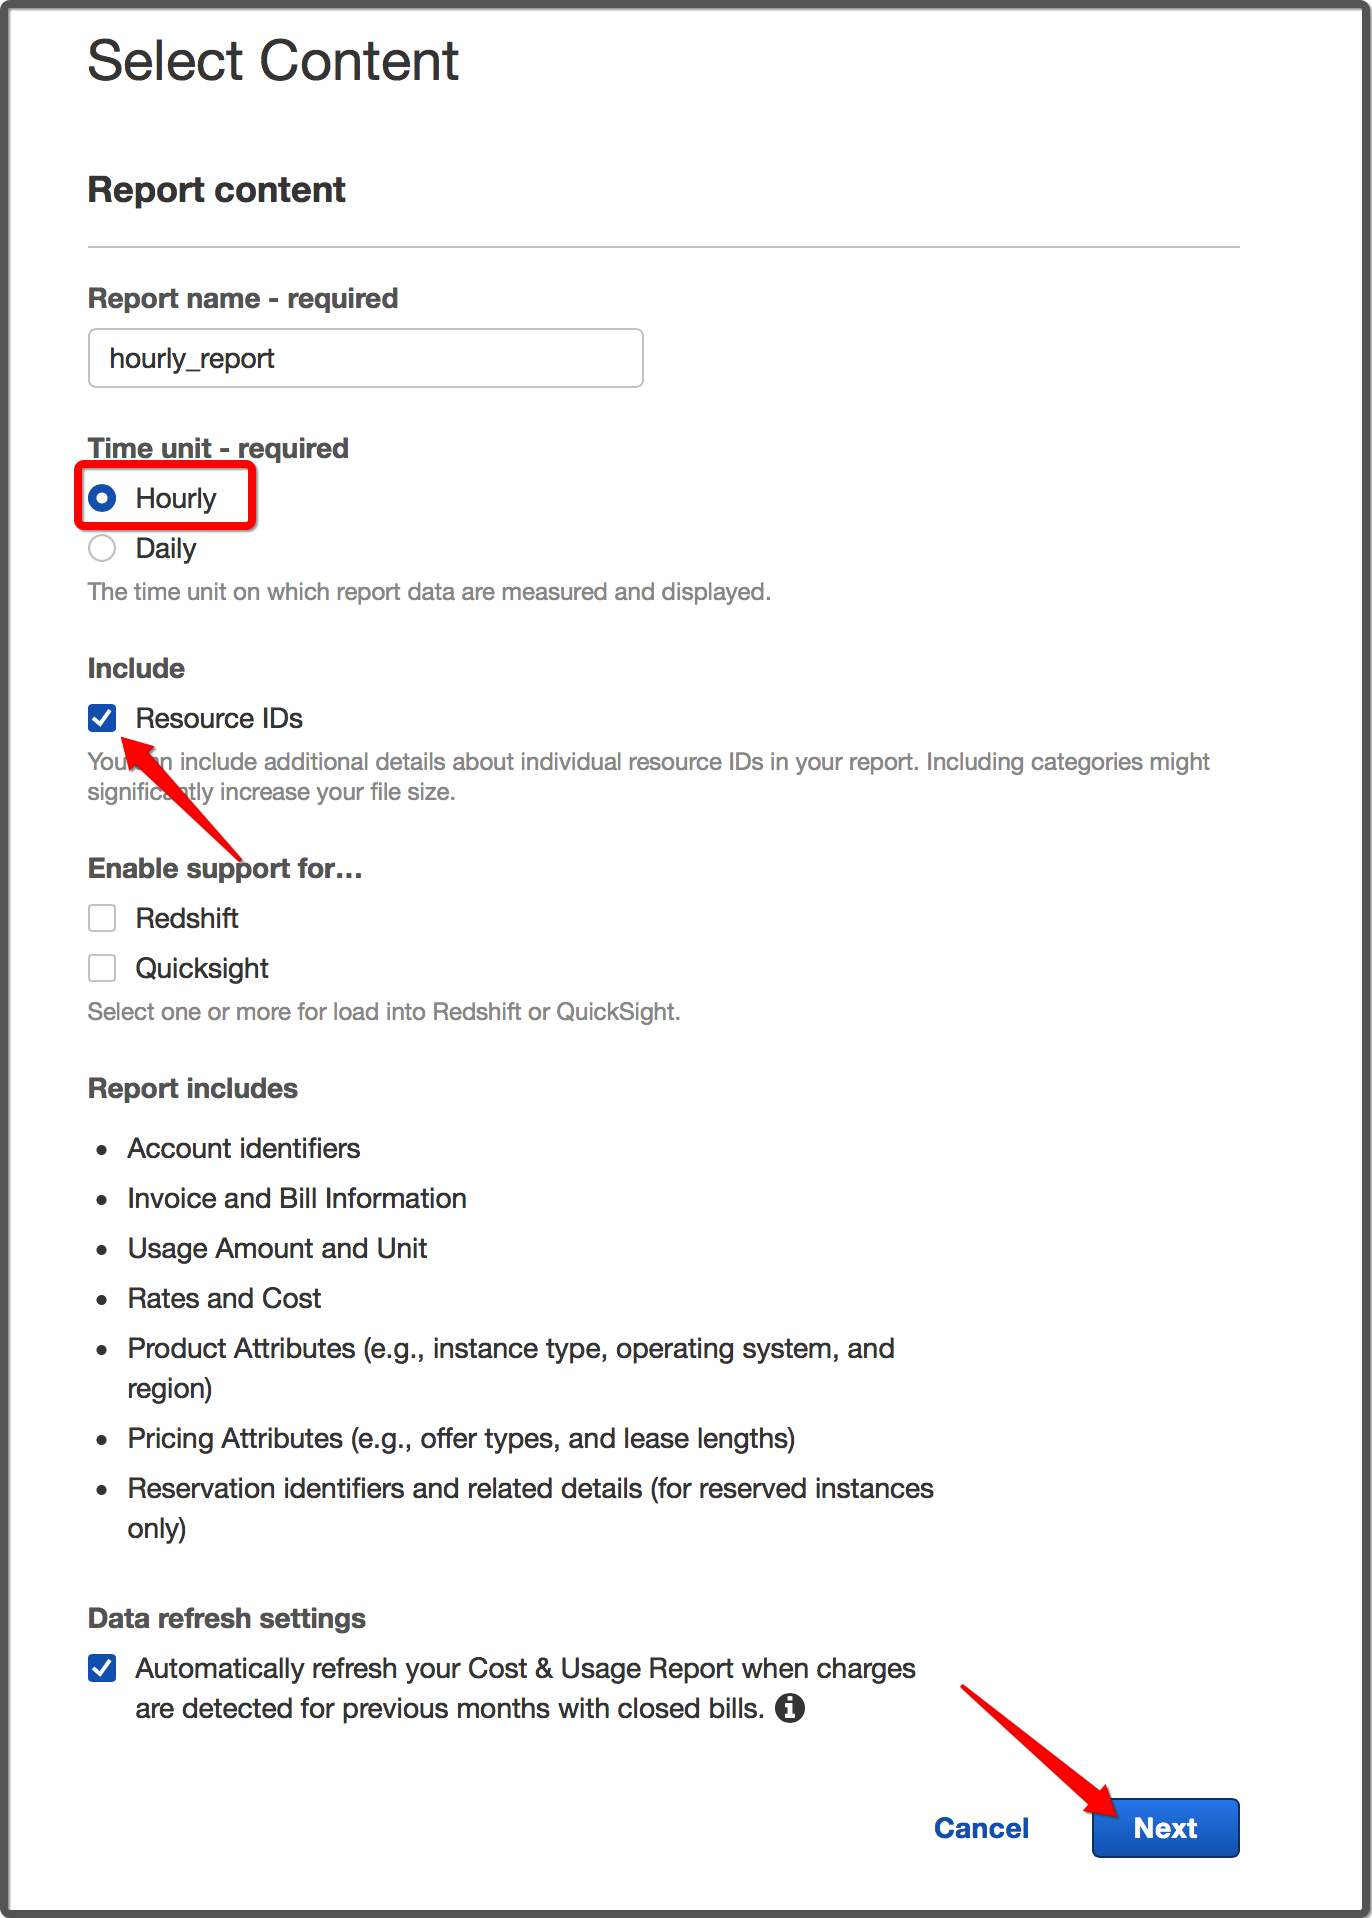 Select Content
Report content
Report name - required
hourly_report
Time unit - required
Hourly
Daily
The time unit on which report data are measured and displayed.
Include
Resource IDs
You can include additional details about individual resource IDs in your report. Including categories might
significantly increase your file size.
Enable support for...
Redshift
Quicksight
Select one or more for load into Redshift or QuickSight.
Report includes
• Account identifiers
• Invoice and Bill Information
• Usage Amount and Unit
• Rates and Cost
• Product Attributes (e.g., instance type, operating system, and
region)
• Pricing Attributes (e.g., offer types, and lease lengths)
• Reservation identifiers and related details (for reserved instances
only)
Data refresh settings
Automatically refresh your Cost & Usage Report when charges
are detected for previous months with closed bills.
Cancel
Next